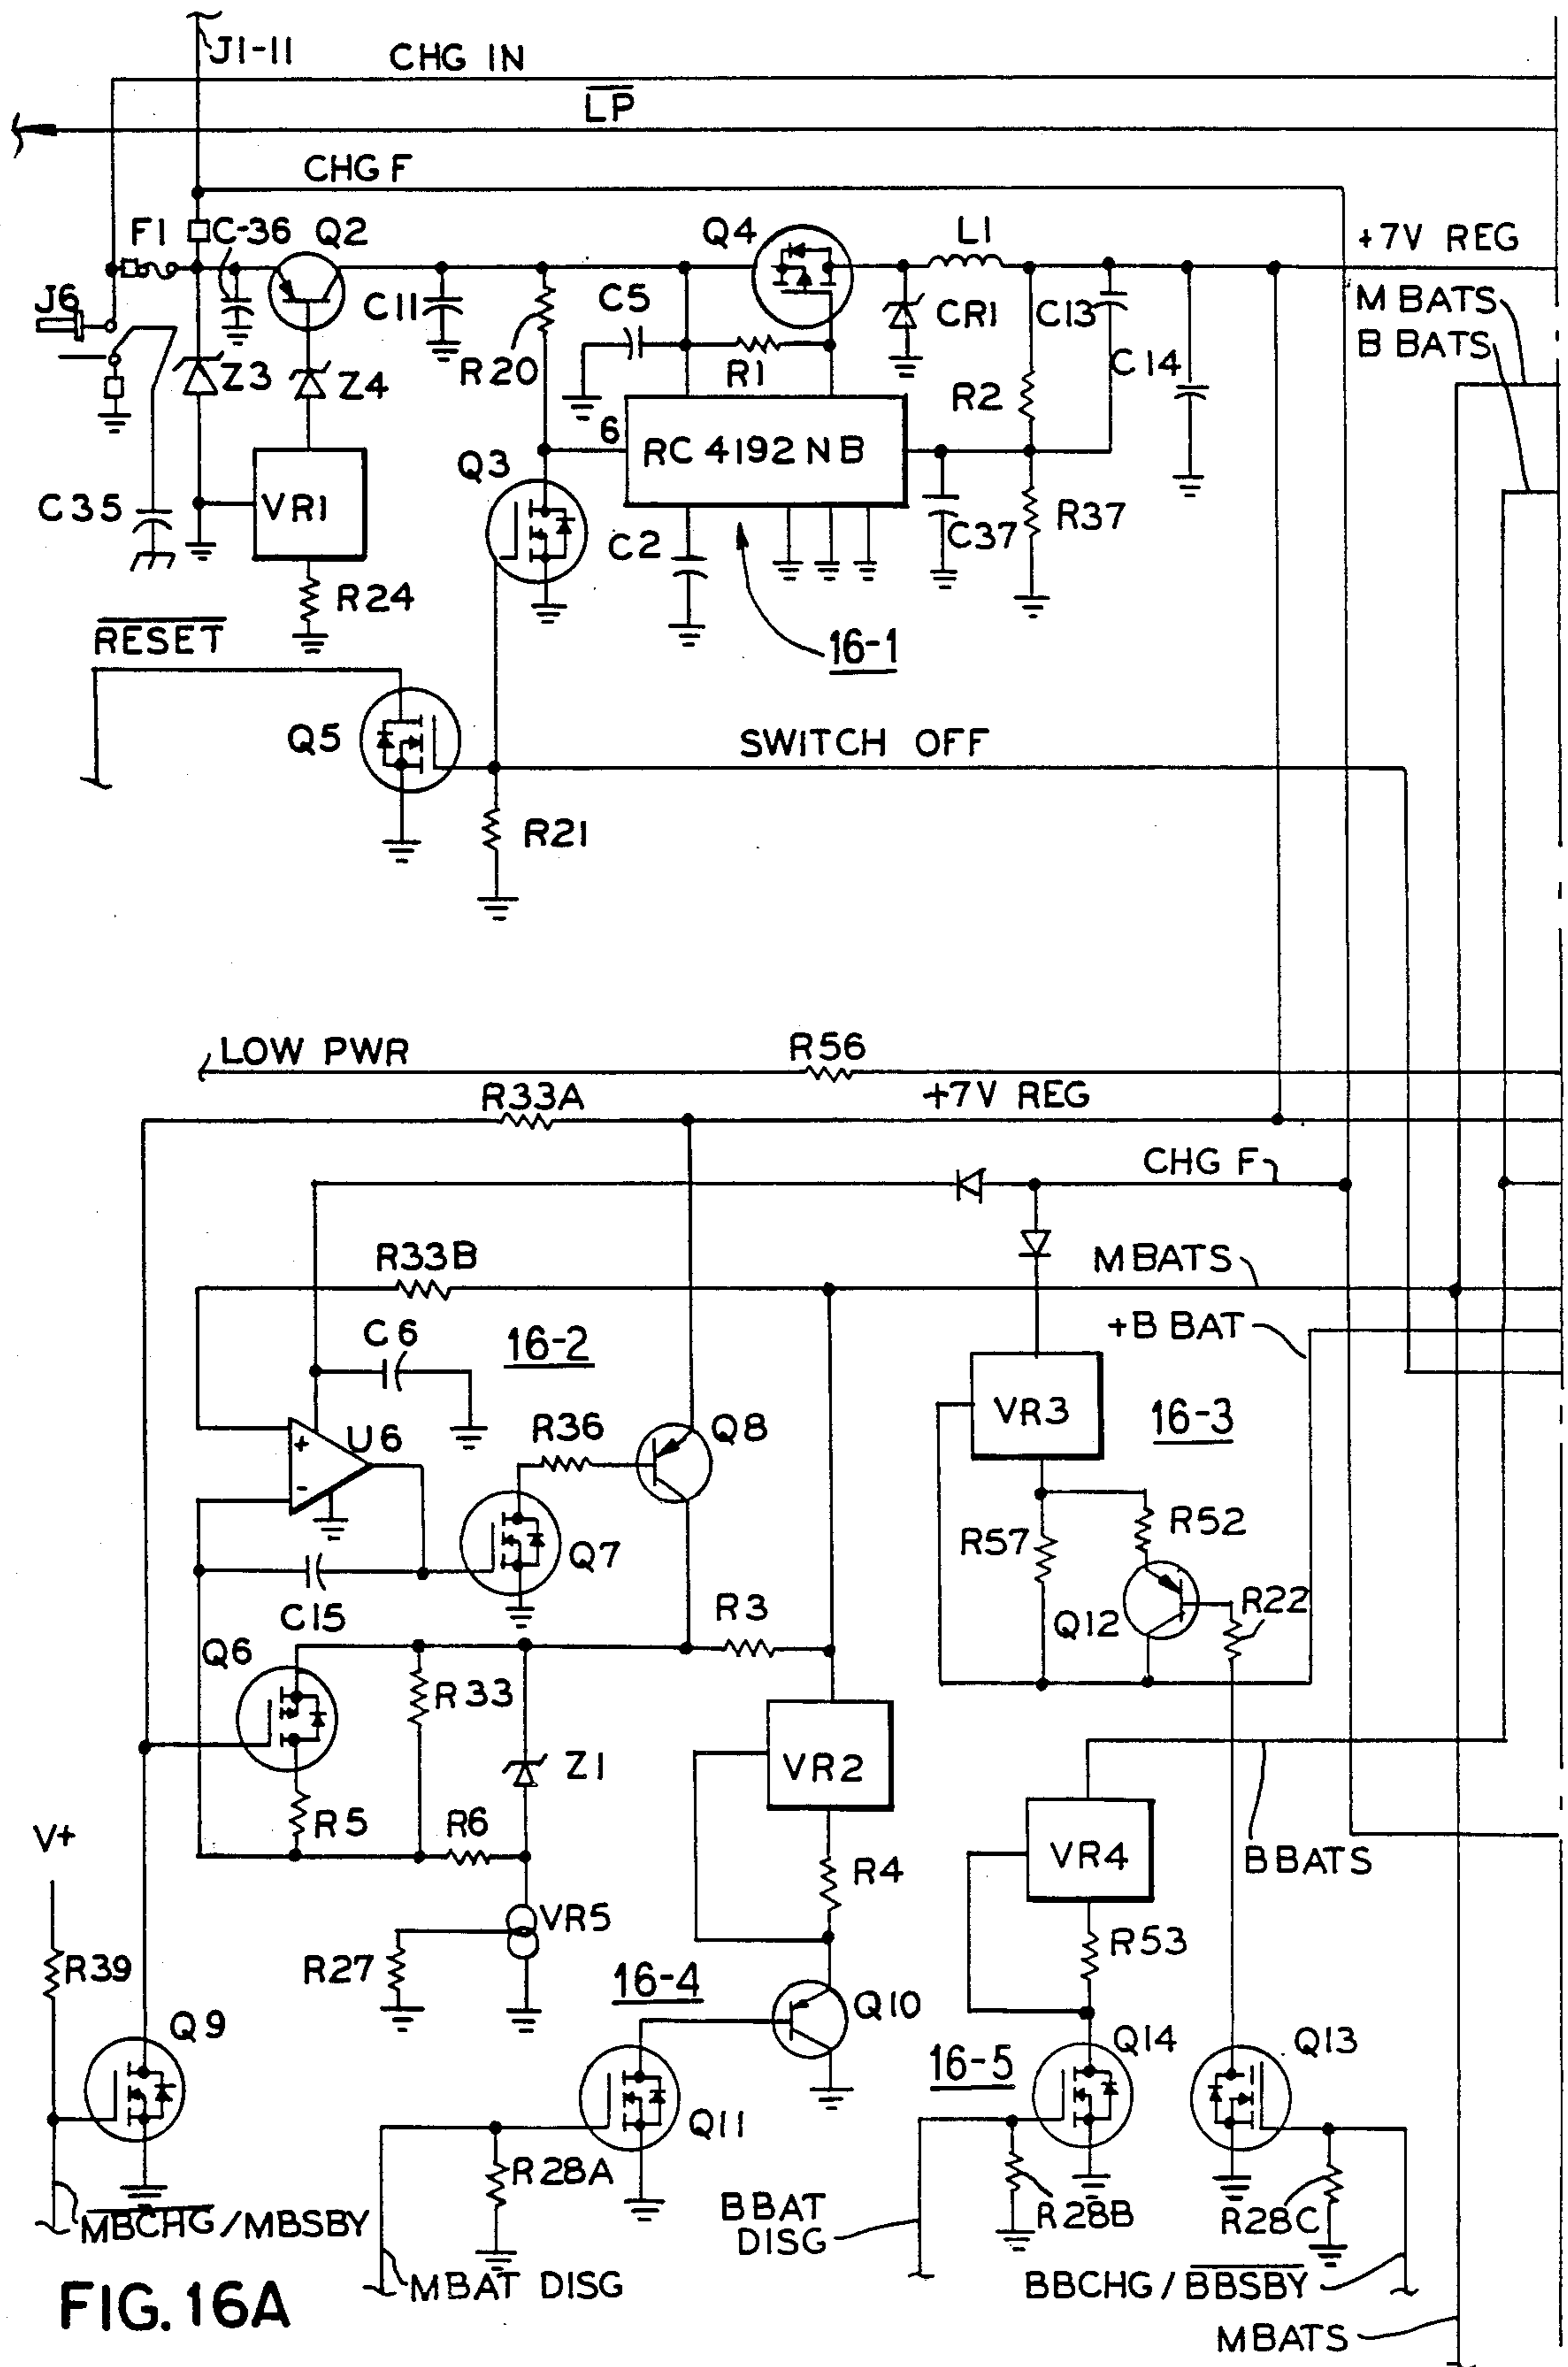 J1-11
CHG IN
LP
CHG F
F1
C-36
Q2
Q4
L1
+7V REG
J6
C11
C5
CR1
C13
M BATS
B BATS
R20
R1
C14
Z3
Z4
R2
6
RC 4192 NB
Q3
C35
VR1
C2
C37
R37
R24
RESET
16-1
Q5
SWITCH OFF
R21
LOW PWR
R56
R33A
+7V REG
CHG F
R33B
M BATS
C6
16-2
+B BAT
VR3
16-3
U6
+
-
R36
Q8
R57
R52
Q7
C15
R3
Q12
R22
Q6
R33
Z1
VR2
R5
R6
V+
R4
VR4
B BATS
VR5
R39
R27
R53
16-4
Q10
Q9
16-5
Q14
Q13
Q11
R28A
BBAT
DISG
R28B
R28C
MBCHG/MBSBY
MBAT DISG
BBCHG/BBSBY
FIG. 16A
MBATS